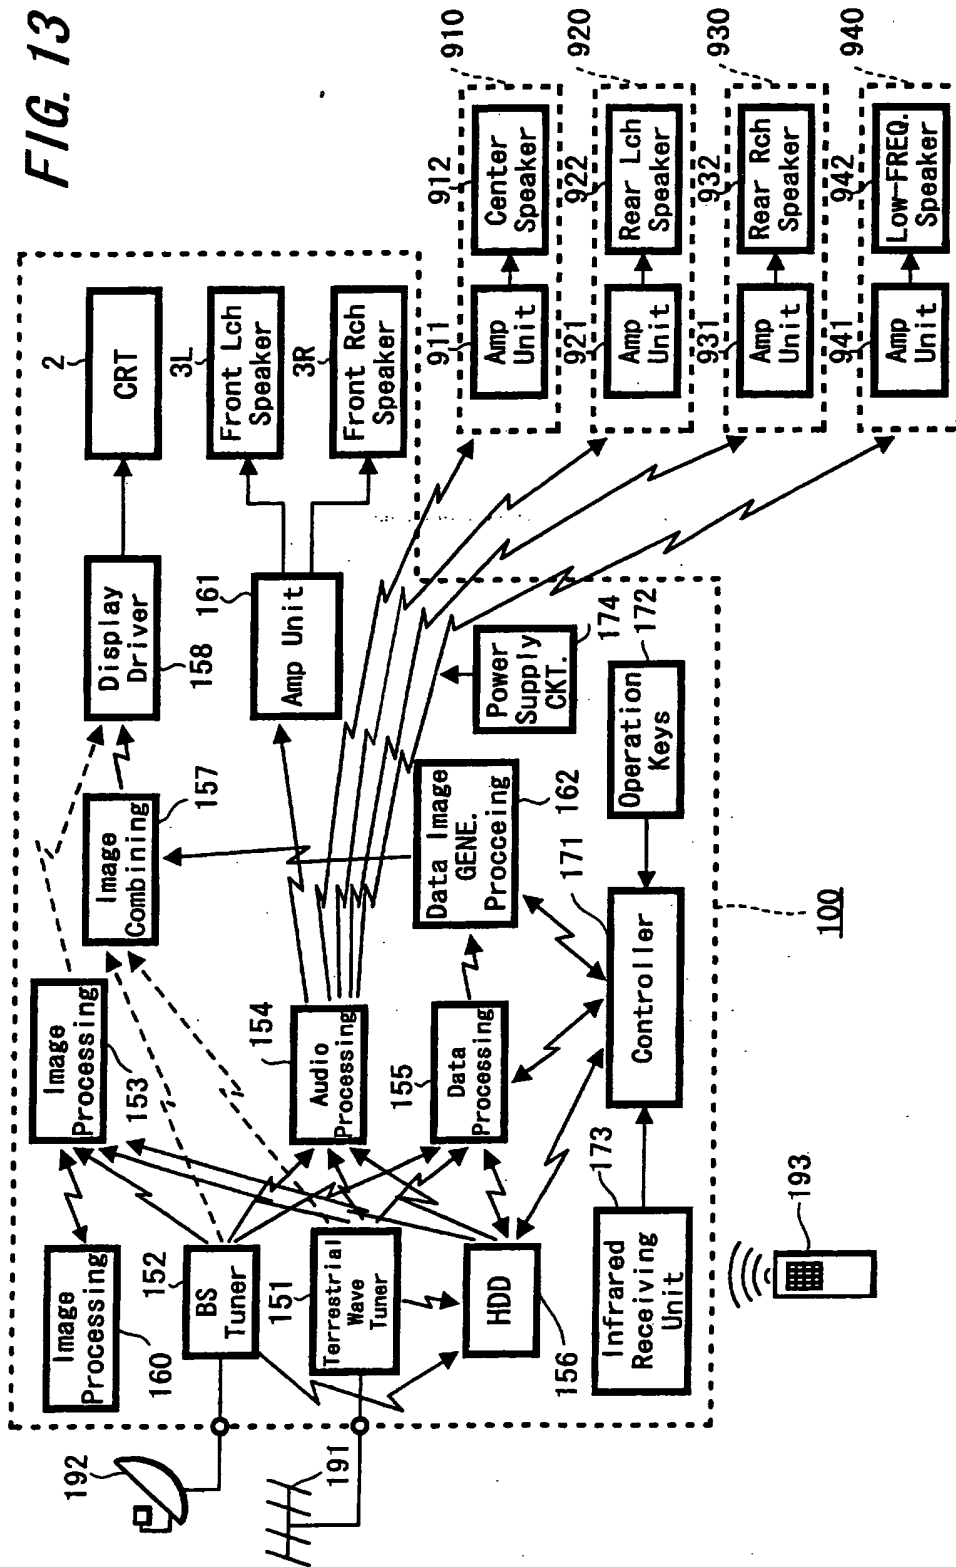 FIG. 13
2
CRT
3L
Front Lch
Speaker
3R
Front Rch
Speaker
Display
Driver
158
161
Amp Unit
Image
Combining
157
Image
Processing
153
Image
Processing
160
192
152
BS
Tuner
191
151
Terrestrial
Wave
Tuner
154
Audio
Processing
155
Data
Processing
HDD
156
Data Image
GENE.
Procceing
162
Power
Supply
CKT.
174
172
Operation
Keys
171
Controller
173
Infrared
Receiving
Unit
193
100
910
911
Amp
Unit
912
Center
Speaker
920
921
Amp
Unit
922
Rear Lch
Speaker
930
931
Amp
Unit
932
Rear Rch
Speaker
940
941
Amp
Unit
942
Low-FREQ.
Speaker